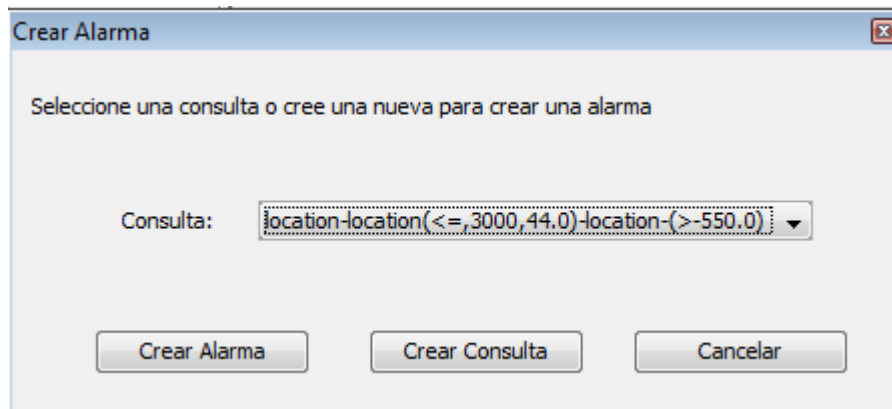 Crear Alarma
Seleccione una consulta o cree una nueva para crear una alarma
Consulta: location-location(<=,3000,44.0)-location-(>-550.0)
Crear Alarma Crear Consulta Cancelar